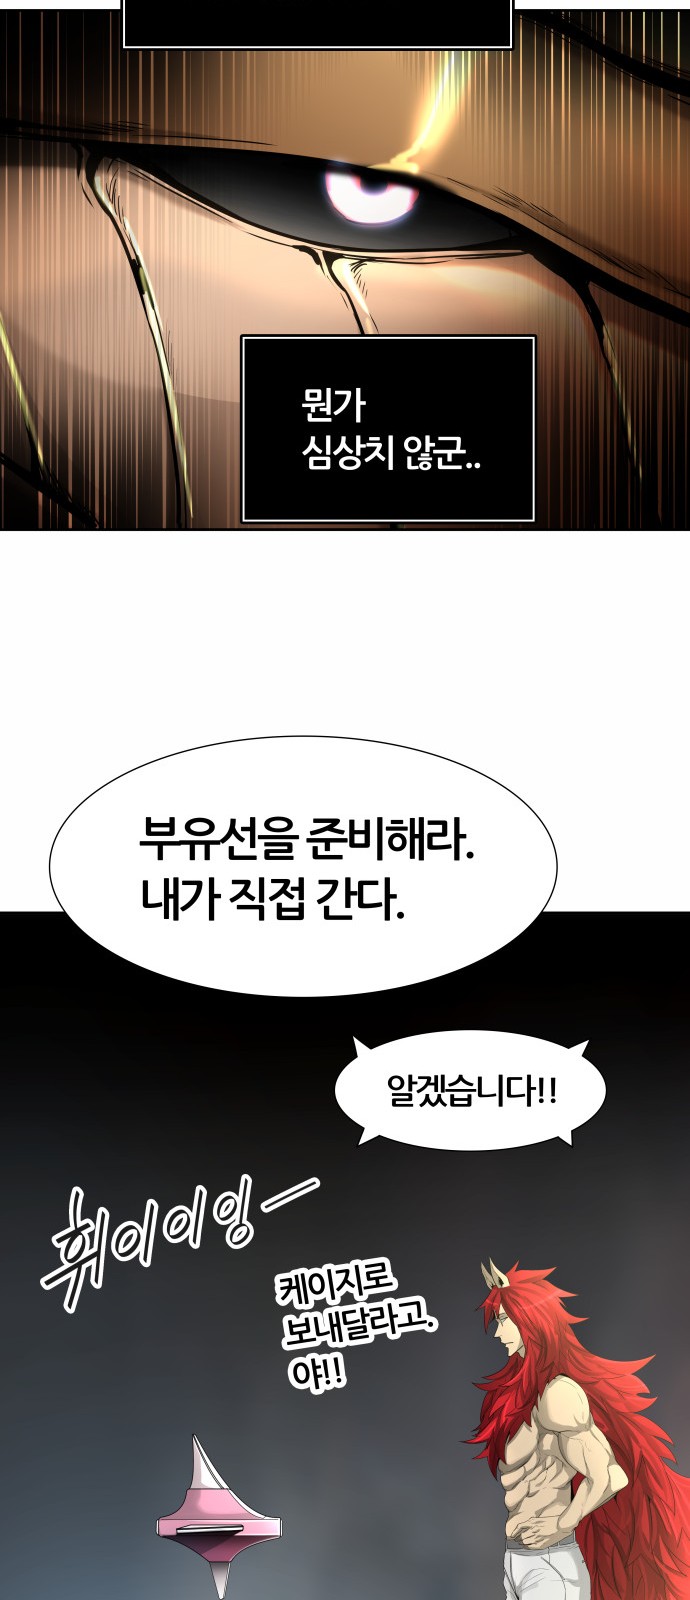 뭔가
심상치 않군..
부유선을 준비해라.
내가 직접 간다.
알겠습니다!!
휘이이잉
케이지로
보내달라고.
야!!